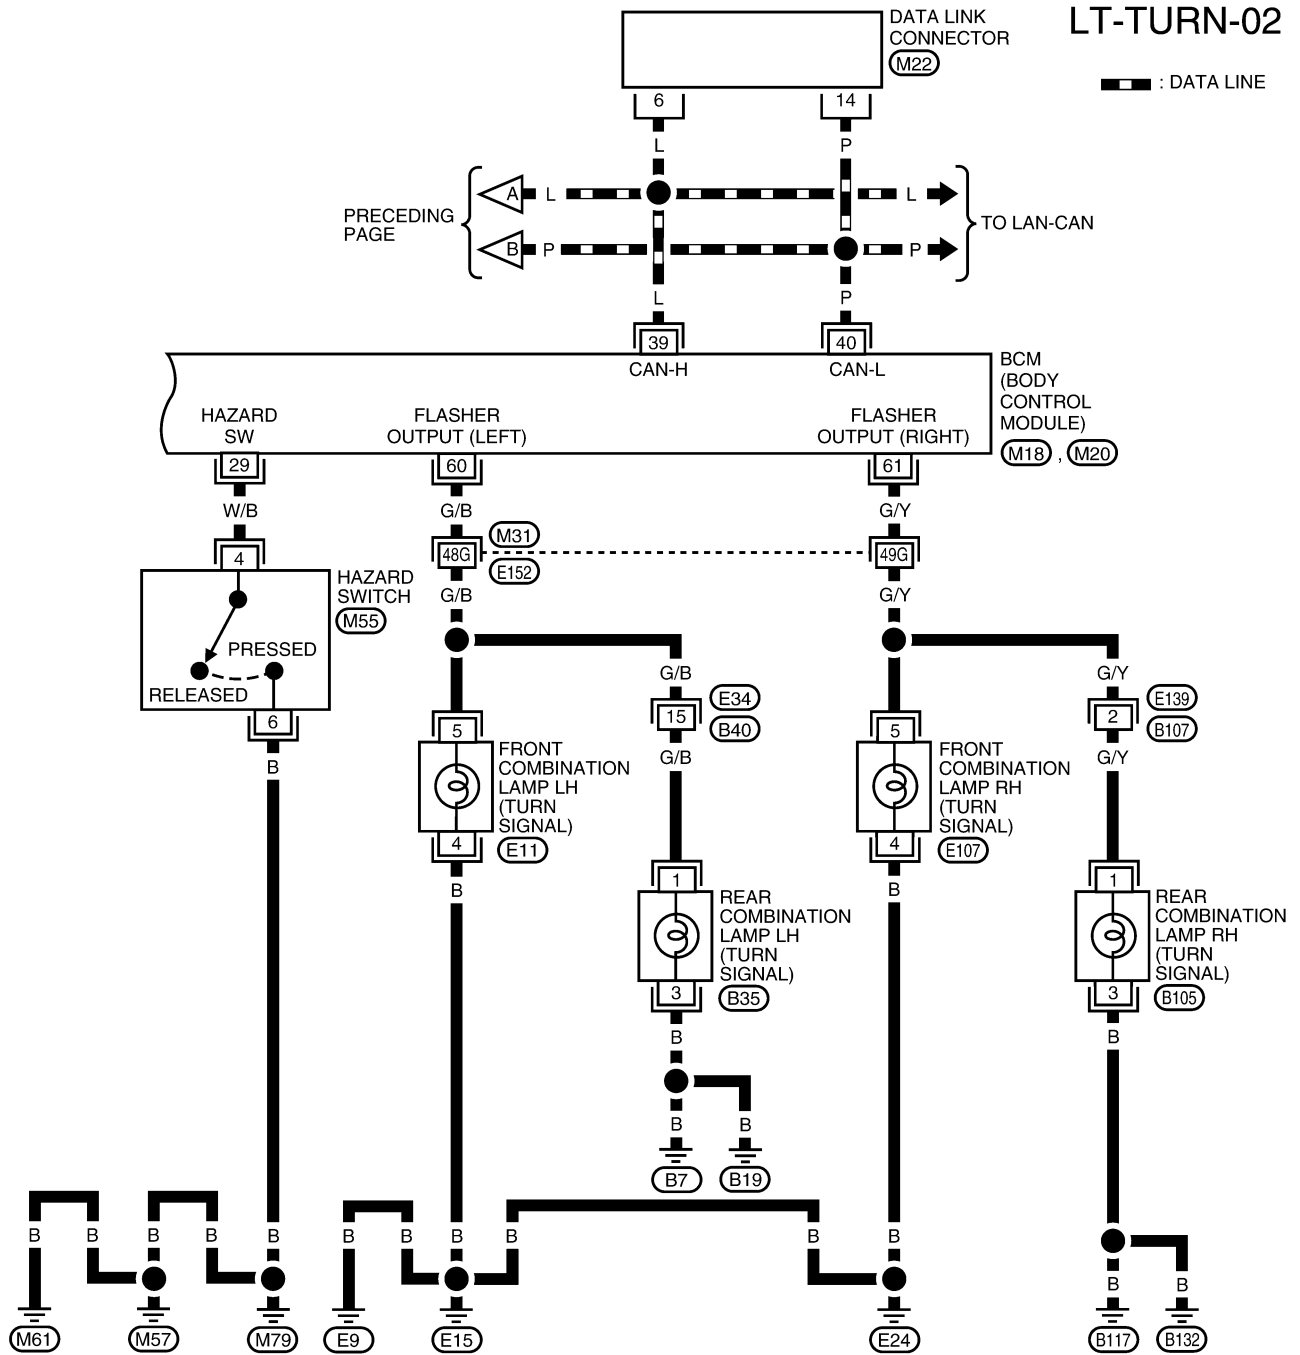 DATA LINK
CONNECTOR
M22
LT-TURN-02
: DATA LINE
6
14
L
P
A
L
L
PRECEDING
PAGE
TO LAN-CAN
B
P
P
L
P
39
40
CAN-H
CAN-L
BCM
(BODY
CONTROL
MODULE)
M18 , M20
HAZARD
SW
FLASHER
OUTPUT (LEFT)
FLASHER
OUTPUT (RIGHT)
29
60
61
W/B
G/B
G/Y
M31
48G
49G
E152
4
HAZARD
SWITCH
M55
G/B
G/Y
PRESSED
RELEASED
6
B
G/B
E34
15
B40
G/B
G/Y
E139
2
B107
G/Y
5
FRONT
COMBINATION
LAMP LH
(TURN
SIGNAL)
E11
4
B
5
FRONT
COMBINATION
LAMP RH
(TURN
SIGNAL)
E107
4
B
1
REAR
COMBINATION
LAMP LH
(TURN
SIGNAL)
B35
3
B
1
REAR
COMBINATION
LAMP RH
(TURN
SIGNAL)
B105
3
B
B
B
B7
B19
B
B
B
B
B
B
B
B
B
B
B
B
B
M61
M57
M79
E9
E15
E24
B117
B132